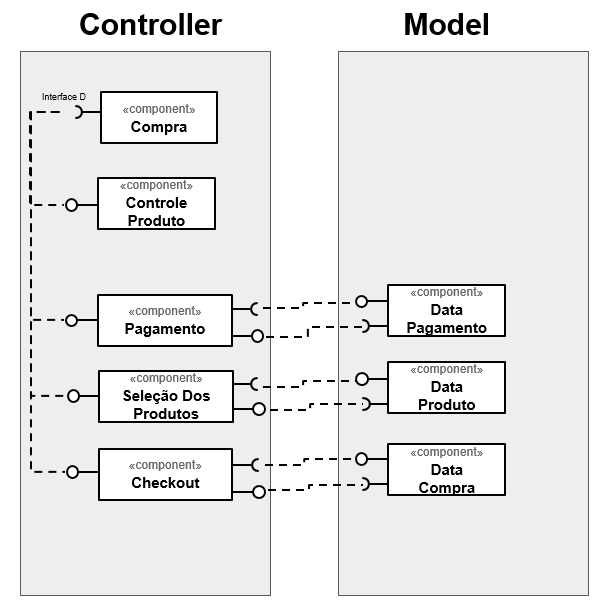 Controller
Model
Interface D
«component»
Compra
«component»
Controle
Produto
«component»
Pagamento
«component»
Data
Pagamento
«component»
Seleção Dos
Produtos
«component»
Data
Produto
«component»
Checkout
«component»
Data
Compra